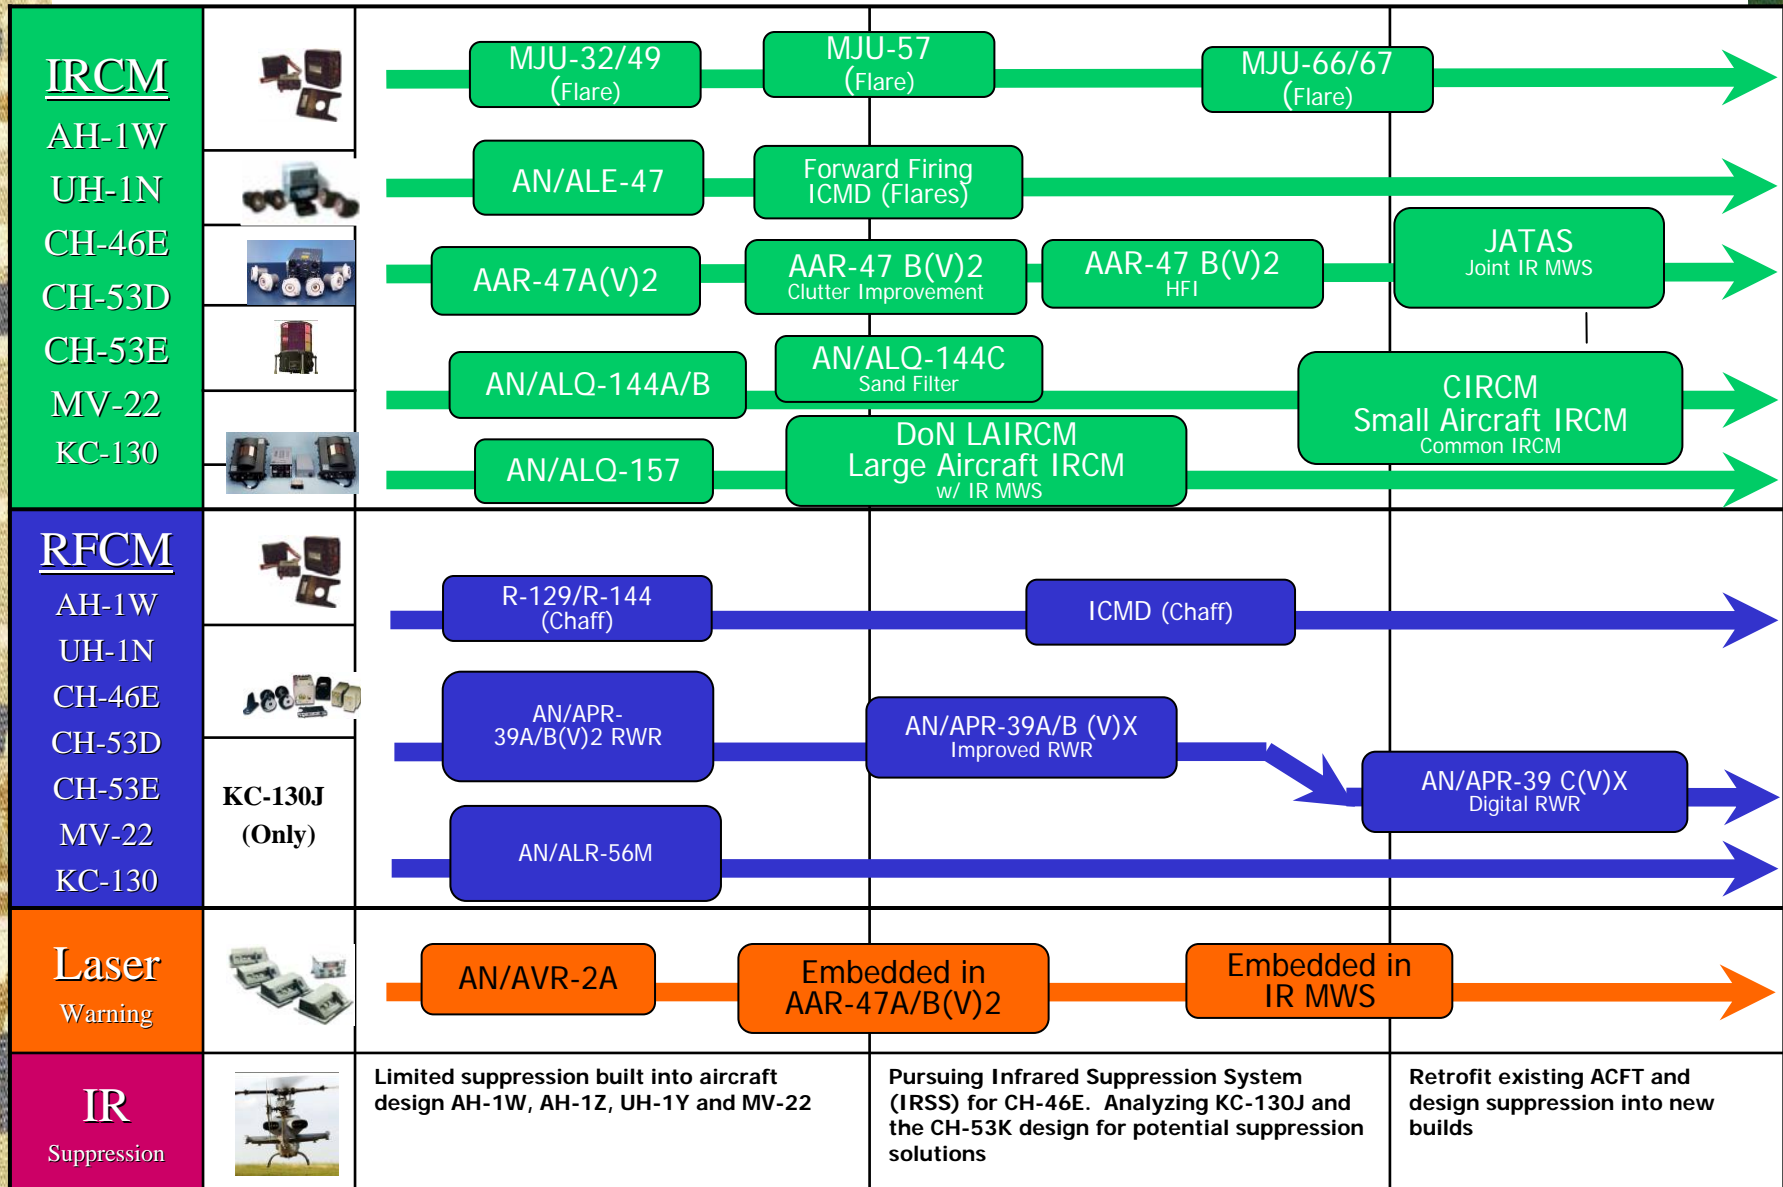 IRCM
AH-1W
UH-1N
CH-46E
CH-53D
CH-53E
MV-22
KC-130
MJU-32/49
(Flare)
MJU-57
(Flare)
MJU-66/67
(Flare)
AN/ALE-47
Forward Firing
ICMD (Flares)
AAR-47A(V)2
AAR-47 B(V)2
Clutter Improvement
AAR-47 B(V)2
HFI
JATAS
Joint IR MWS
AN/ALQ-144A/B
AN/ALQ-144C
Sand Filter
CIRCM
Small Aircraft IRCM
Common IRCM
AN/ALQ-157
DoN LAIRCM
Large Aircraft IRCM
w/ IR MWS
RFCM
AH-1W
UH-1N
CH-46E
CH-53D
CH-53E
MV-22
KC-130
KC-130J
(Only)
R-129/R-144
(Chaff)
ICMD (Chaff)
AN/APR-
39A/B(V)2 RWR
AN/APR-39A/B (V)X
Improved RWR
AN/APR-39 C(V)X
Digital RWR
AN/ALR-56M
Laser
Warning
AN/AVR-2A
Embedded in
AAR-47A/B(V)2
Embedded in
IR MWS
IR
Suppression
Limited suppression built into aircraft
design AH-1W, AH-1Z, UH-1Y and MV-22
Pursuing Infrared Suppression System
(IRSS) for CH-46E. Analyzing KC-130J and
the CH-53K design for potential suppression
solutions
Retrofit existing ACFT and
design suppression into new
builds